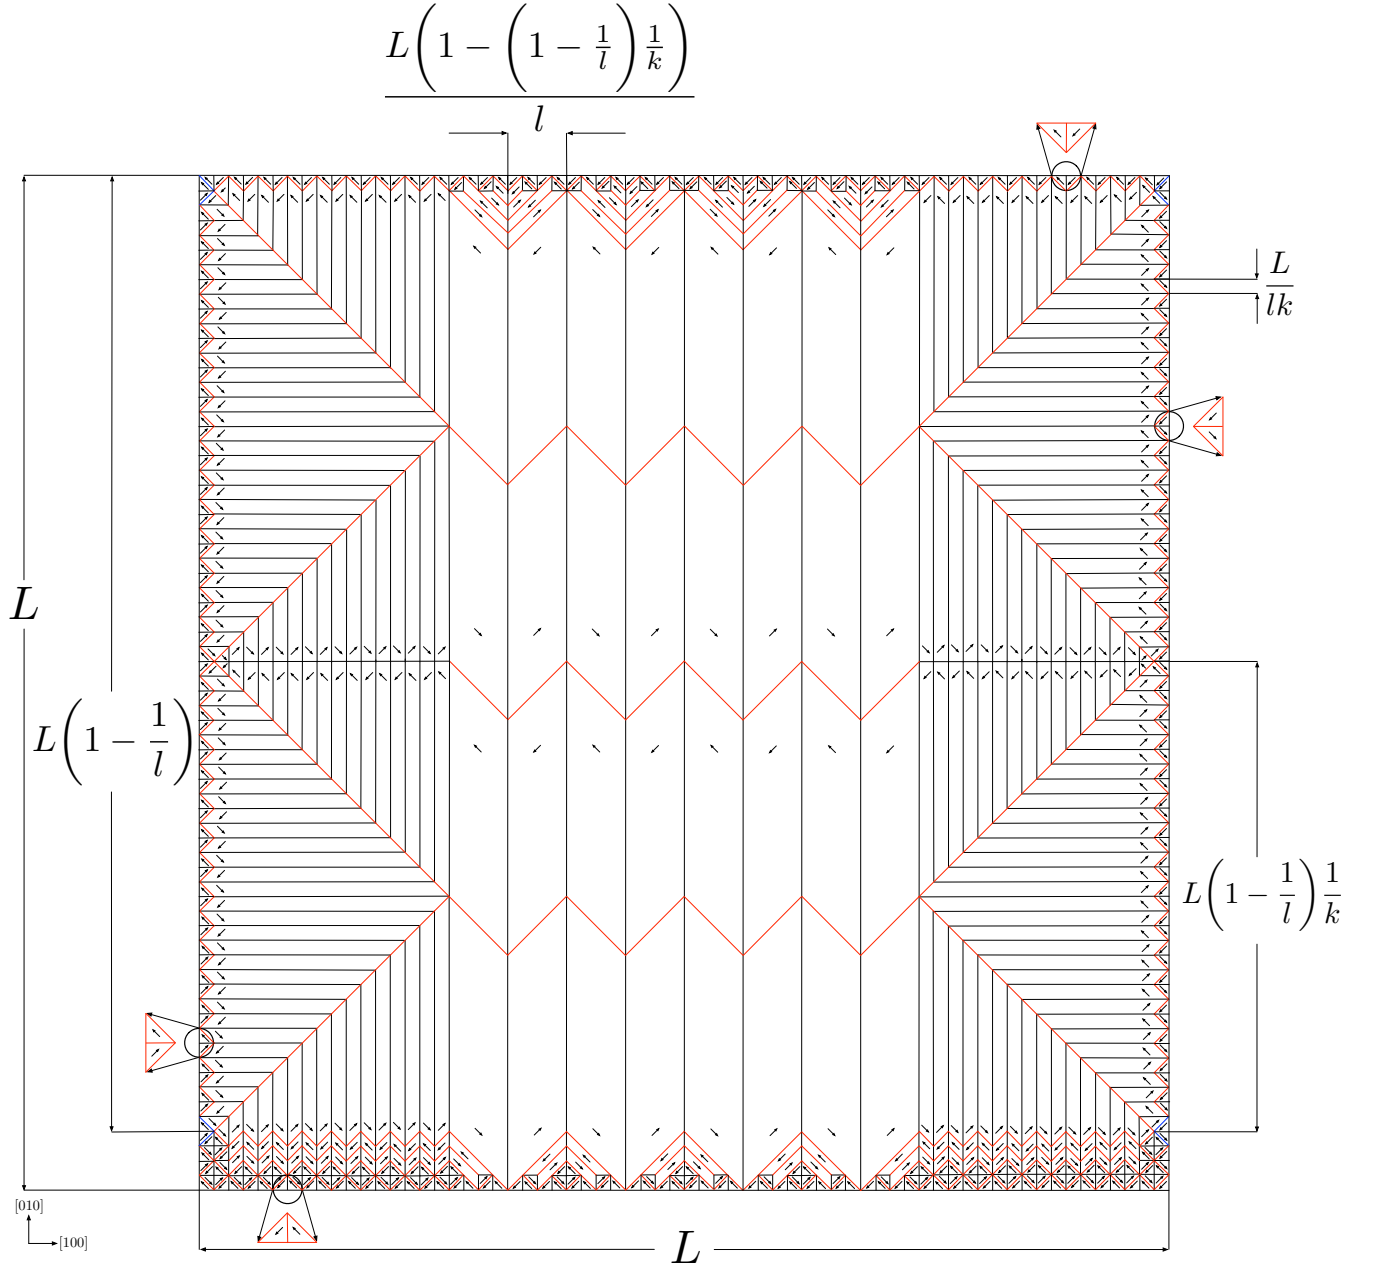 L(1 − (1 − 1/l) 1/k)
l
L
lk
L
L(1 − 1/l)
L(1 − 1/l) 1/k
[010]
[100]
L